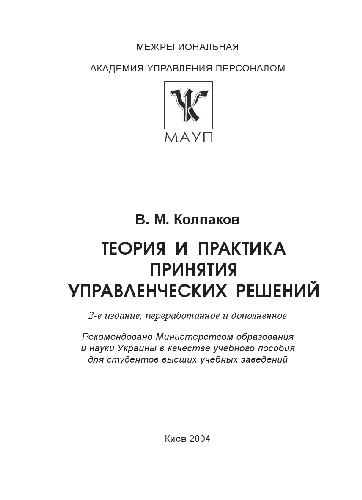 МЕЖРЕГИОНАЛЬНАЯ
АКАДЕМИЯ УПРАВЛЕНИЯ ПЕРСОНАЛОМ
МАУП
В. М. Колпаков
ТЕОРИЯ И ПРАКТИКА
ПРИНЯТИЯ
УПРАВЛЕНЧЕСКИХ РЕШЕНИЙ
2-е издание, переработанное и дополненное
Рекомендовано Министерством образования
и науки Украины в качестве учебного пособия
для студентов высших учебных заведений
Киев 2004